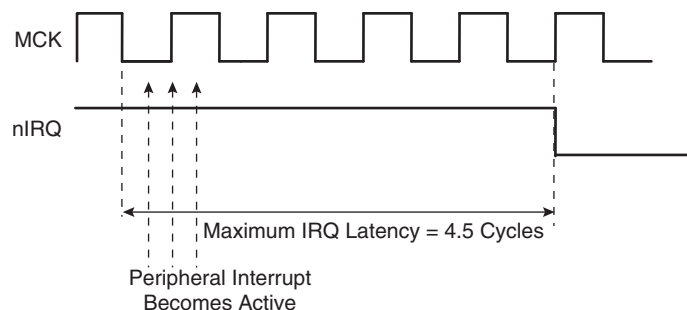 MCK
nIRQ
Maximum IRQ Latency = 4.5 Cycles
Peripheral Interrupt
Becomes Active